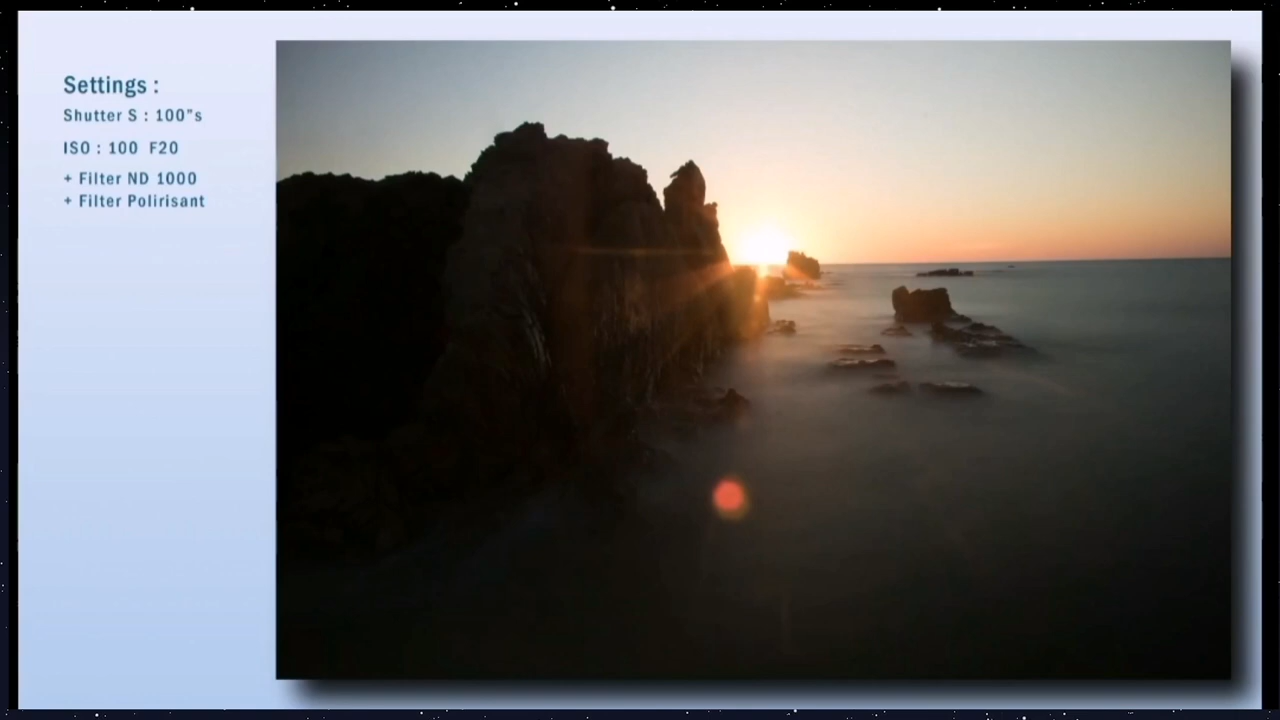 Settings :
Shutter S : 100"s
ISO : 100 F20
+ Filter ND 1000
+ Filter Polirisant